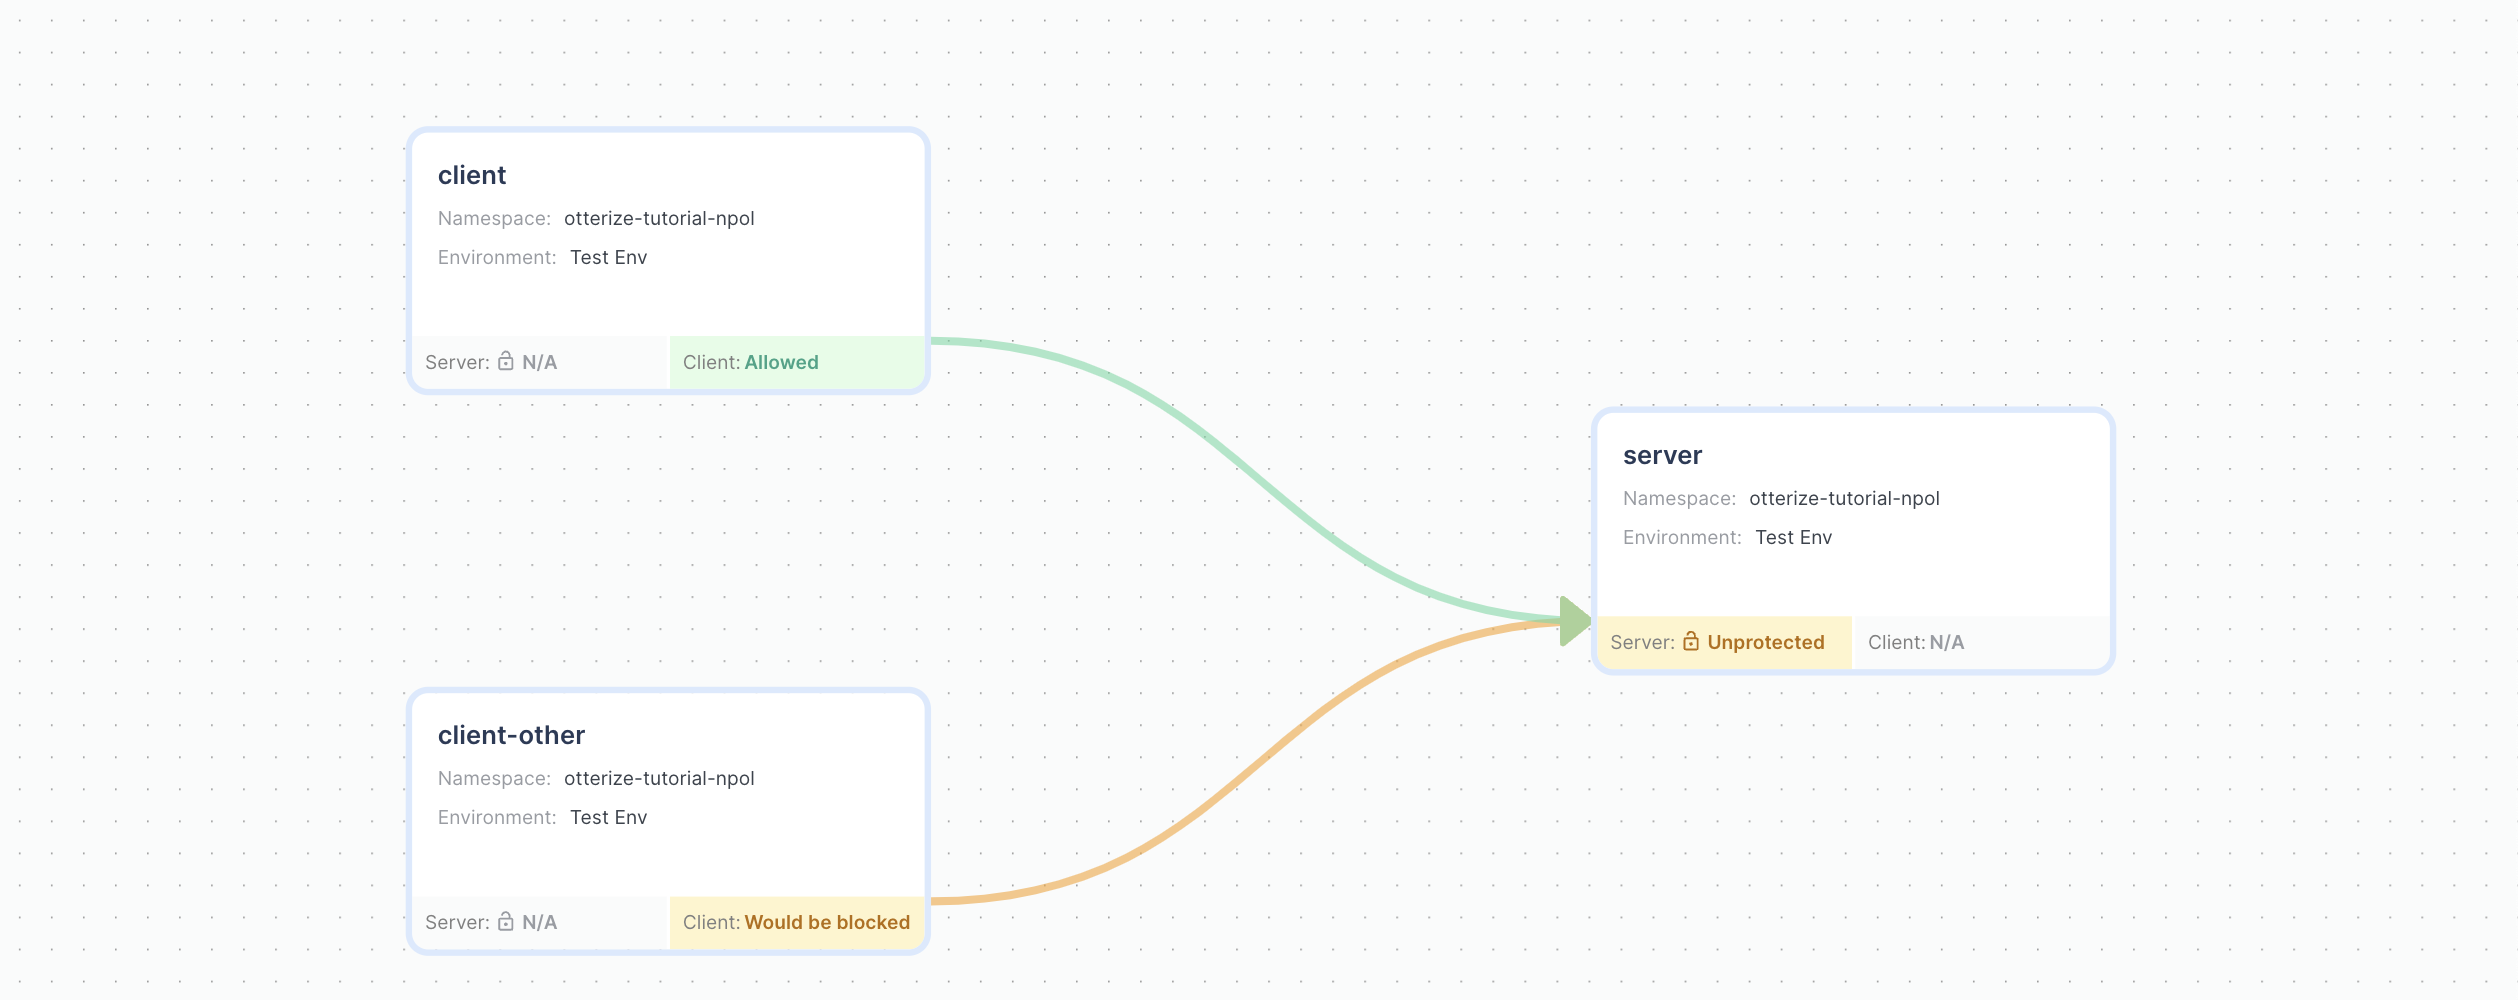 client
Namespace: otterize-tutorial-npol
Environment: Test Env
Server: N/A Client: Allowed
server
Namespace: otterize-tutorial-npol
Environment: Test Env
Server: Unprotected Client: N/A
client-other
Namespace: otterize-tutorial-npol
Environment: Test Env
Server: N/A Client: Would be blocked